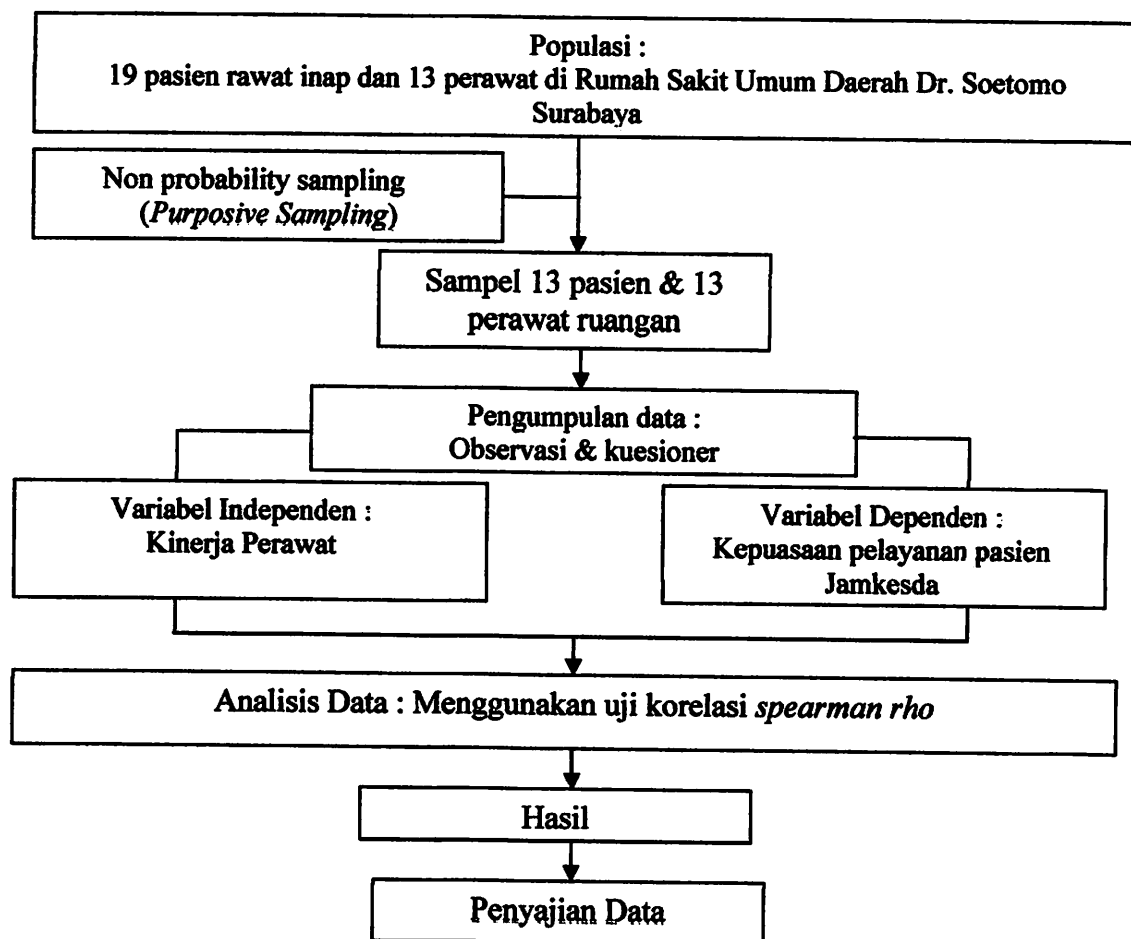 Populasi :
19 pasien rawat inap dan 13 perawat di Rumah Sakit Umum Daerah Dr. Soetomo
Surabaya
Non probability sampling
(Purposive Sampling)
Sampel 13 pasien & 13
perawat ruangan
Pengumpulan data :
Observasi & kuesioner
Variabel Independen :
Kinerja Perawat
Variabel Dependen :
Kepuasaan pelayanan pasien
Jamkesda
Analisis Data : Menggunakan uji korelasi spearman rho
Hasil
Penyajian Data